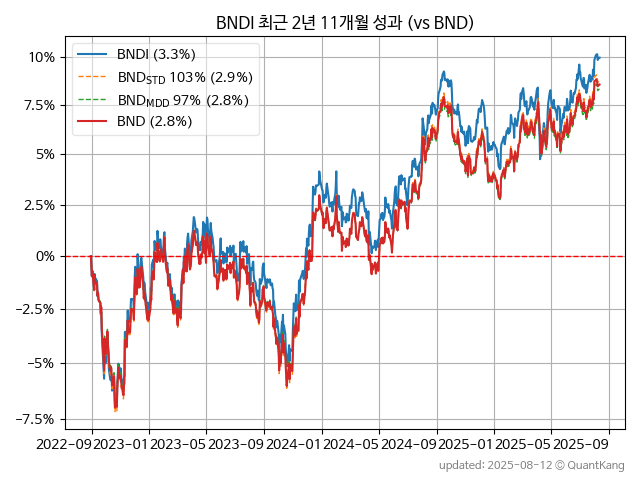 BNDI 최근 2년 11개월 성과 (vs BND)
BNDI (3.3%)
BND_STD 103% (2.9%)
BND_MDD 97% (2.8%)
BND (2.8%)
10%
7.5%
5%
2.5%
0%
−2.5%
−5%
−7.5%
2022-09 2023-01 2023-05 2023-09 2024-01 2024-05 2024-09 2025-01 2025-05 2025-09
updated: 2025-08-12 © QuantKang